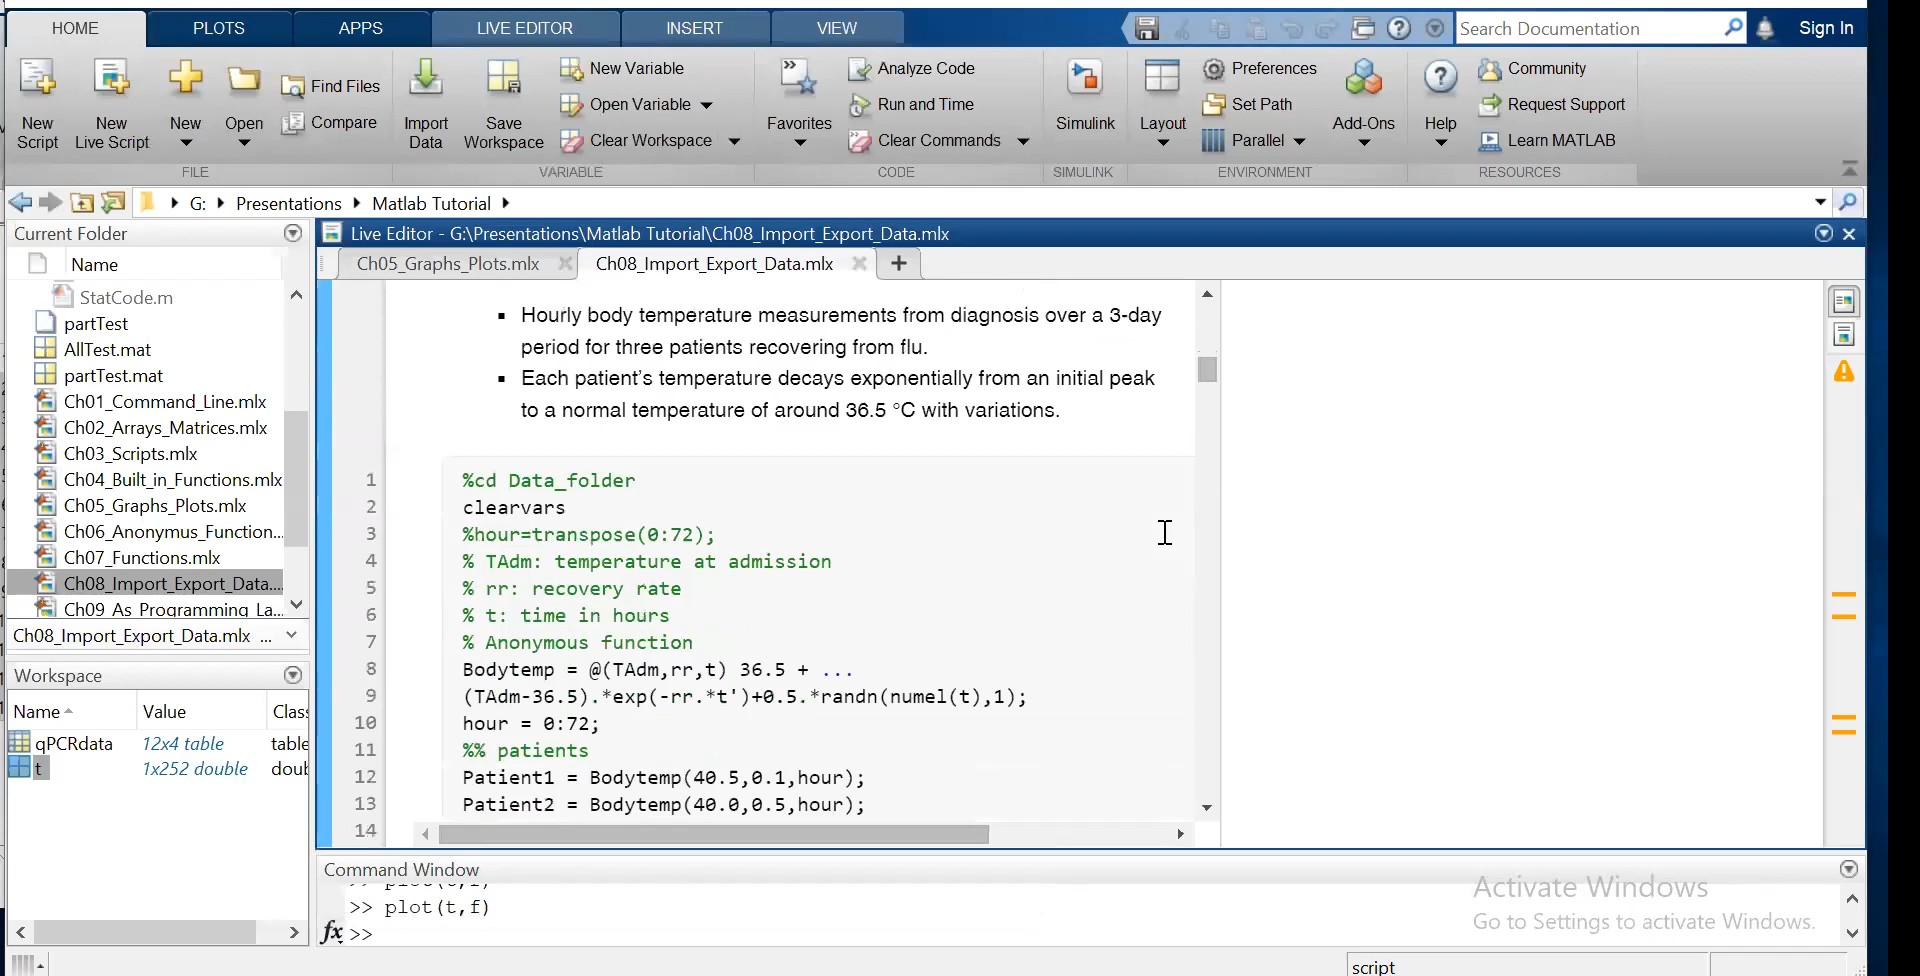 HOME PLOTS APPS LIVE EDITOR INSERT VIEW Search Documentation Sign In
New Script
New Live Script
New
Open
Find Files
Compare
FILE
Import Data
Save Workspace
New Variable
Open Variable
Clear Workspace
VARIABLE
Favorites
Analyze Code
Run and Time
Clear Commands
CODE
Simulink
SIMULINK
Layout
Preferences
Set Path
Parallel
Add-Ons
ENVIRONMENT
Help
Community
Request Support
Learn MATLAB
RESOURCES
G: Presentations Matlab Tutorial
Current Folder
Name
StatCode.m
partTest
AllTest.mat
partTest.mat
Ch01_Command_Line.mlx
Ch02_Arrays_Matrices.mlx
Ch03_Scripts.mlx
Ch04_Built_in_Functions.mlx
Ch05_Graphs_Plots.mlx
Ch06_Anonymus_Function...
Ch07_Functions.mlx
Ch08_Import_Export_Data...
Ch09 As Programming La...
Ch08_Import_Export_Data.mlx ...
Workspace
Name Value Class
qPCRdata 12x4 table table
t 1x252 double doub
Live Editor - G:\Presentations\Matlab Tutorial\Ch08_Import_Export_Data.mlx
Ch05_Graphs_Plots.mlx Ch08_Import_Export_Data.mlx
▪ Hourly body temperature measurements from diagnosis over a 3-day
period for three patients recovering from flu.
▪ Each patient's temperature decays exponentially from an initial peak
to a normal temperature of around 36.5 °C with variations.
1 %cd Data_folder
2 clearvars
3 %hour=transpose(0:72);
4 % TAdm: temperature at admission
5 % rr: recovery rate
6 % t: time in hours
7 % Anonymous function
8 Bodytemp = @(TAdm,rr,t) 36.5 + ...
9 (TAdm-36.5).*exp(-rr.*t')+0.5.*randn(numel(t),1);
10 hour = 0:72;
11 %% patients
12 Patient1 = Bodytemp(40.5,0.1,hour);
13 Patient2 = Bodytemp(40.0,0.5,hour);
14
Command Window
>> plot(t,f)
>> plot(t,f)
fx >>
Activate Windows
Go to Settings to activate Windows.
script